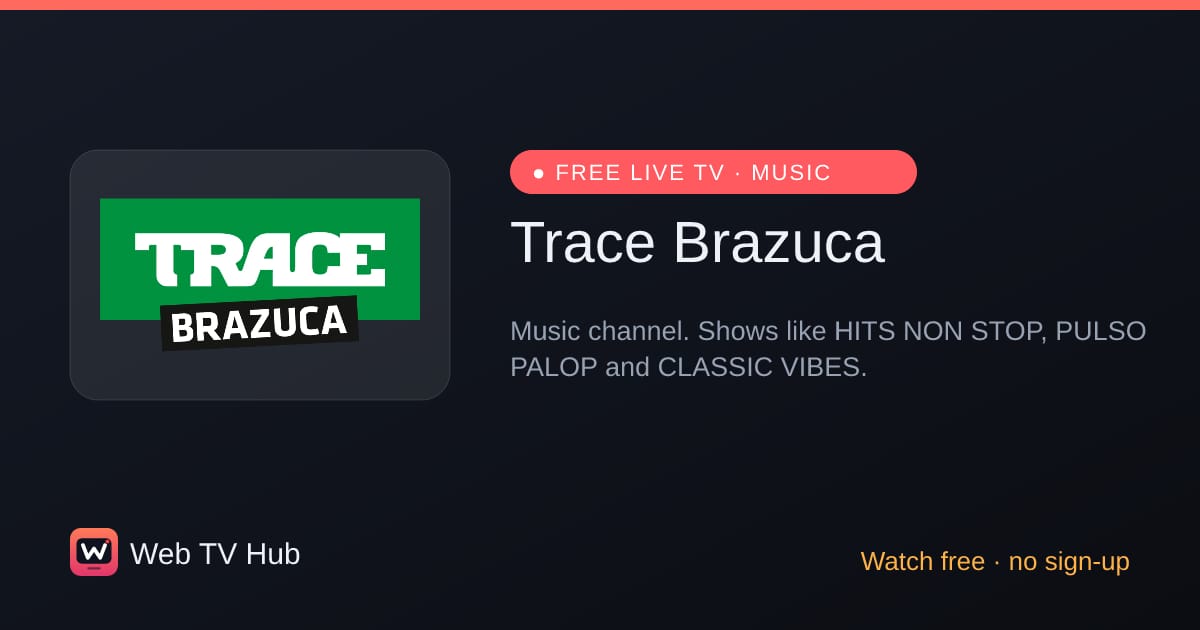 TRACE
BRAZUCA
• FREE LIVE TV · MUSIC
Trace Brazuca
Music channel. Shows like HITS NON STOP, PULSO
PALOP and CLASSIC VIBES.
W
Web TV Hub
Watch free · no sign-up